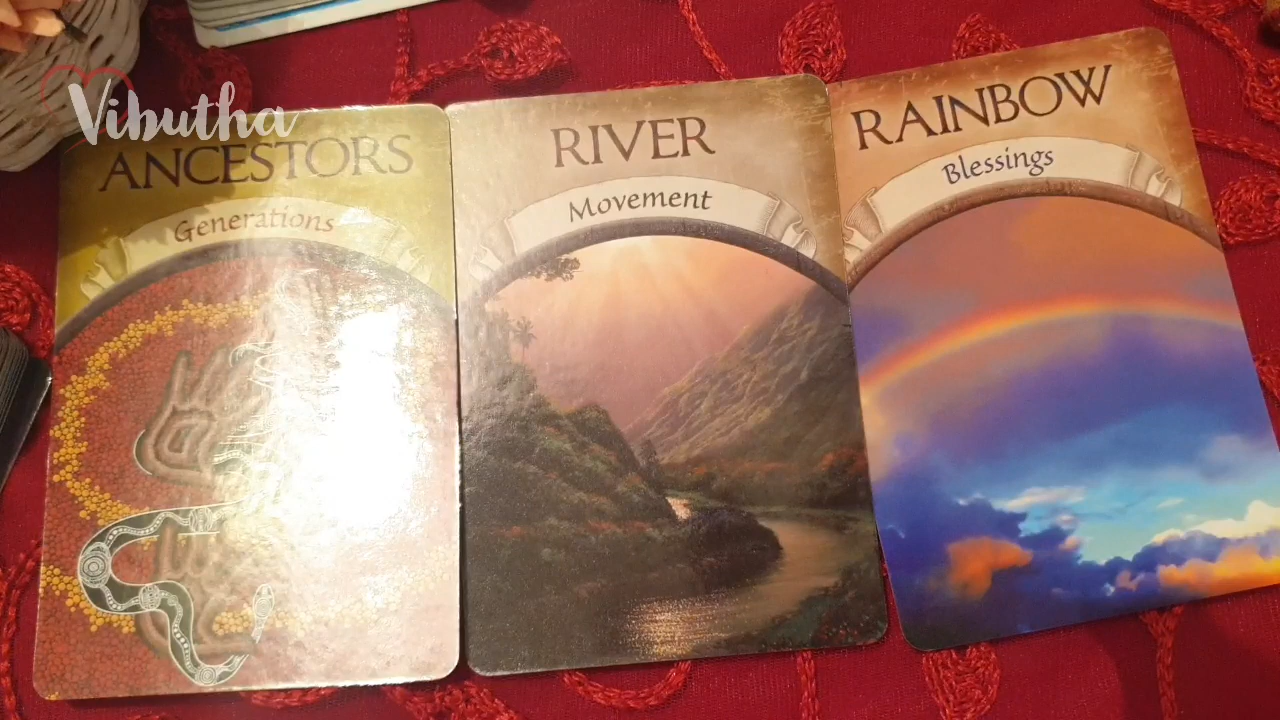 Vibutha
ANCESTORS
Generations
RIVER
Movement
RAINBOW
Blessings